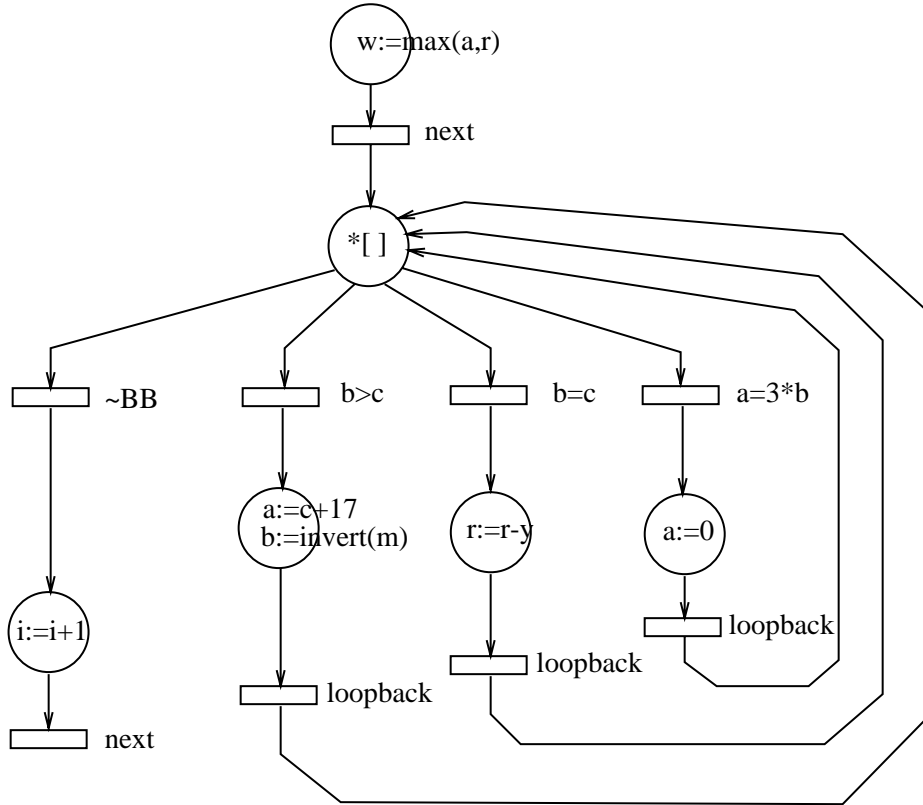 w:=max(a,r)
next
*[ ]
~BB
b>c
b=c
a=3*b
a:=c+17
b:=invert(m)
r:=r-y
a:=0
i:=i+1
loopback
loopback
loopback
next